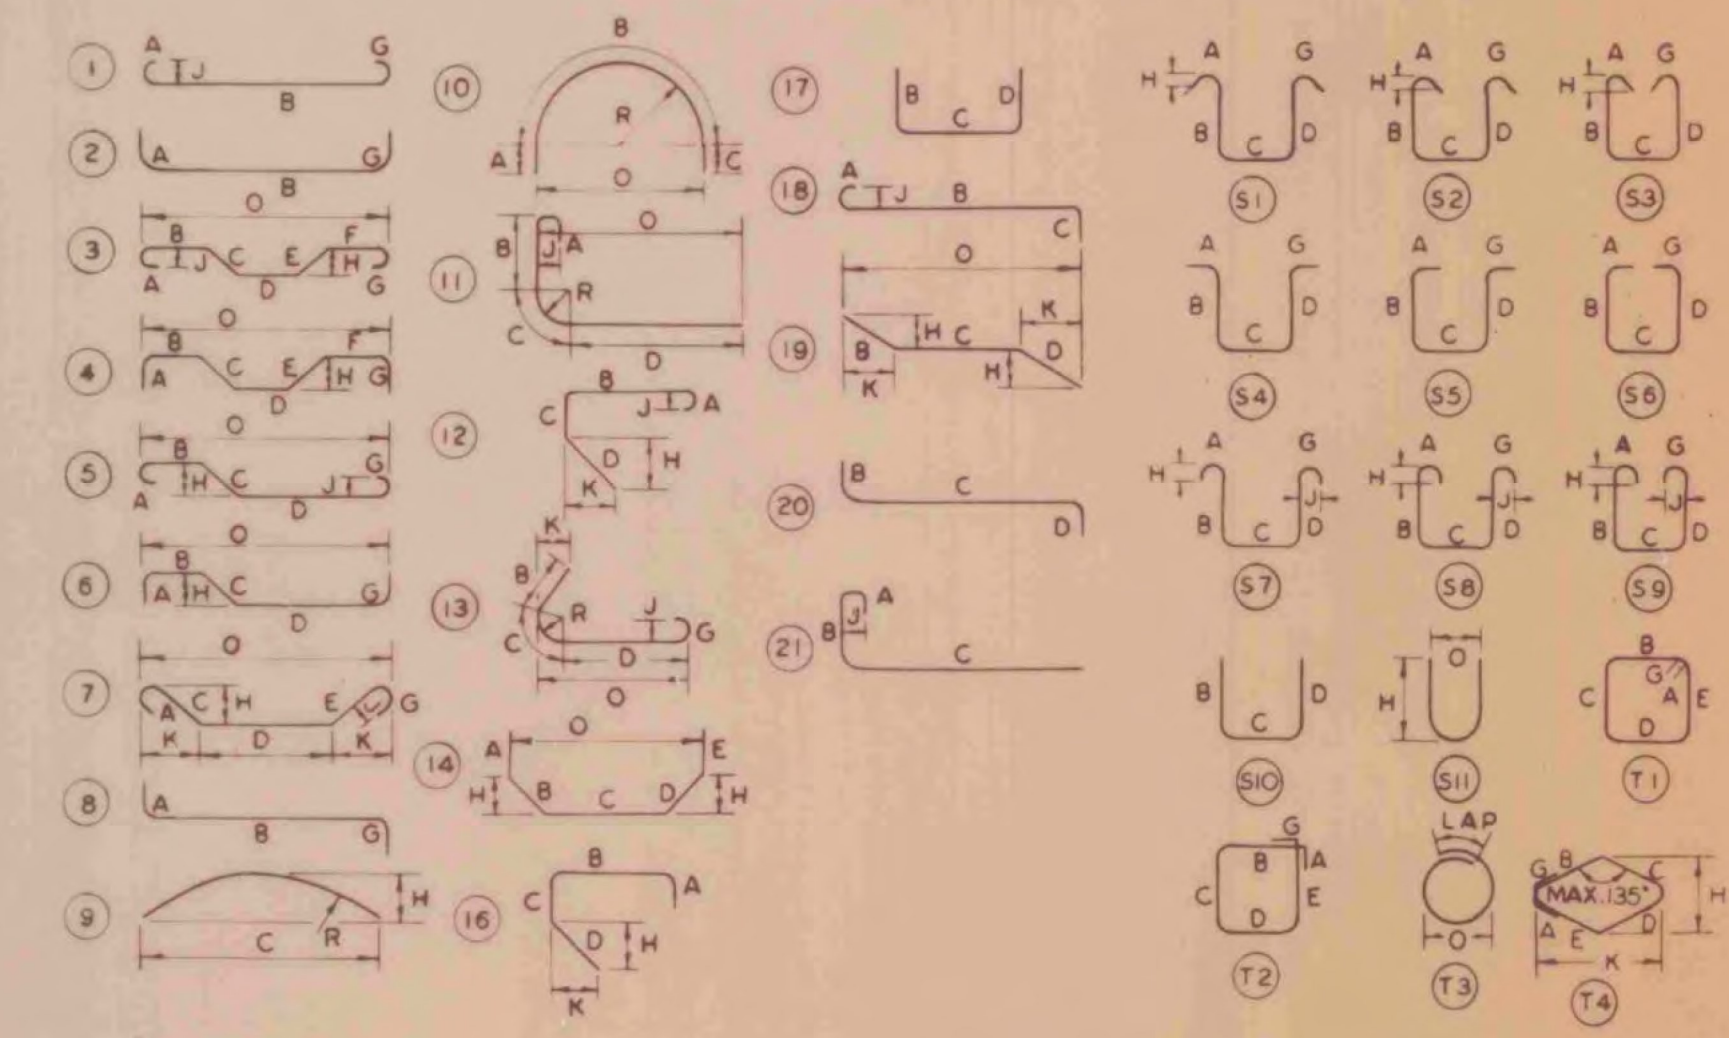 1 A G J B
2 A G B
3 O B F J C E H A D G
4 O B F A C E H G D
5 O B G H C J A D
6 O B A H C G D
7 O A C H E J G K D K
8 A B G
9 H C R
10 B R A C O
11 O B J A R C D
12 B C J A D H K
13 K B R J G C D O
14 O A E H B C D H
16 B C A D H K
17 B D C
18 A J B C
19 O K H C B H D K
20 B C D
21 A J B C
A G H B C D S1
A G H B C D S2
A G H B C D S3
A G B C D S4
A G B C D S5
A G B C D S6
A G H J B C D S7
A G H J B C D S8
A G H J B C D S9
B D C S10
O H S11
B G A C E D T1
G B A C E D T2
LAP O T3
G B C H MAX. 135° A E D K T4